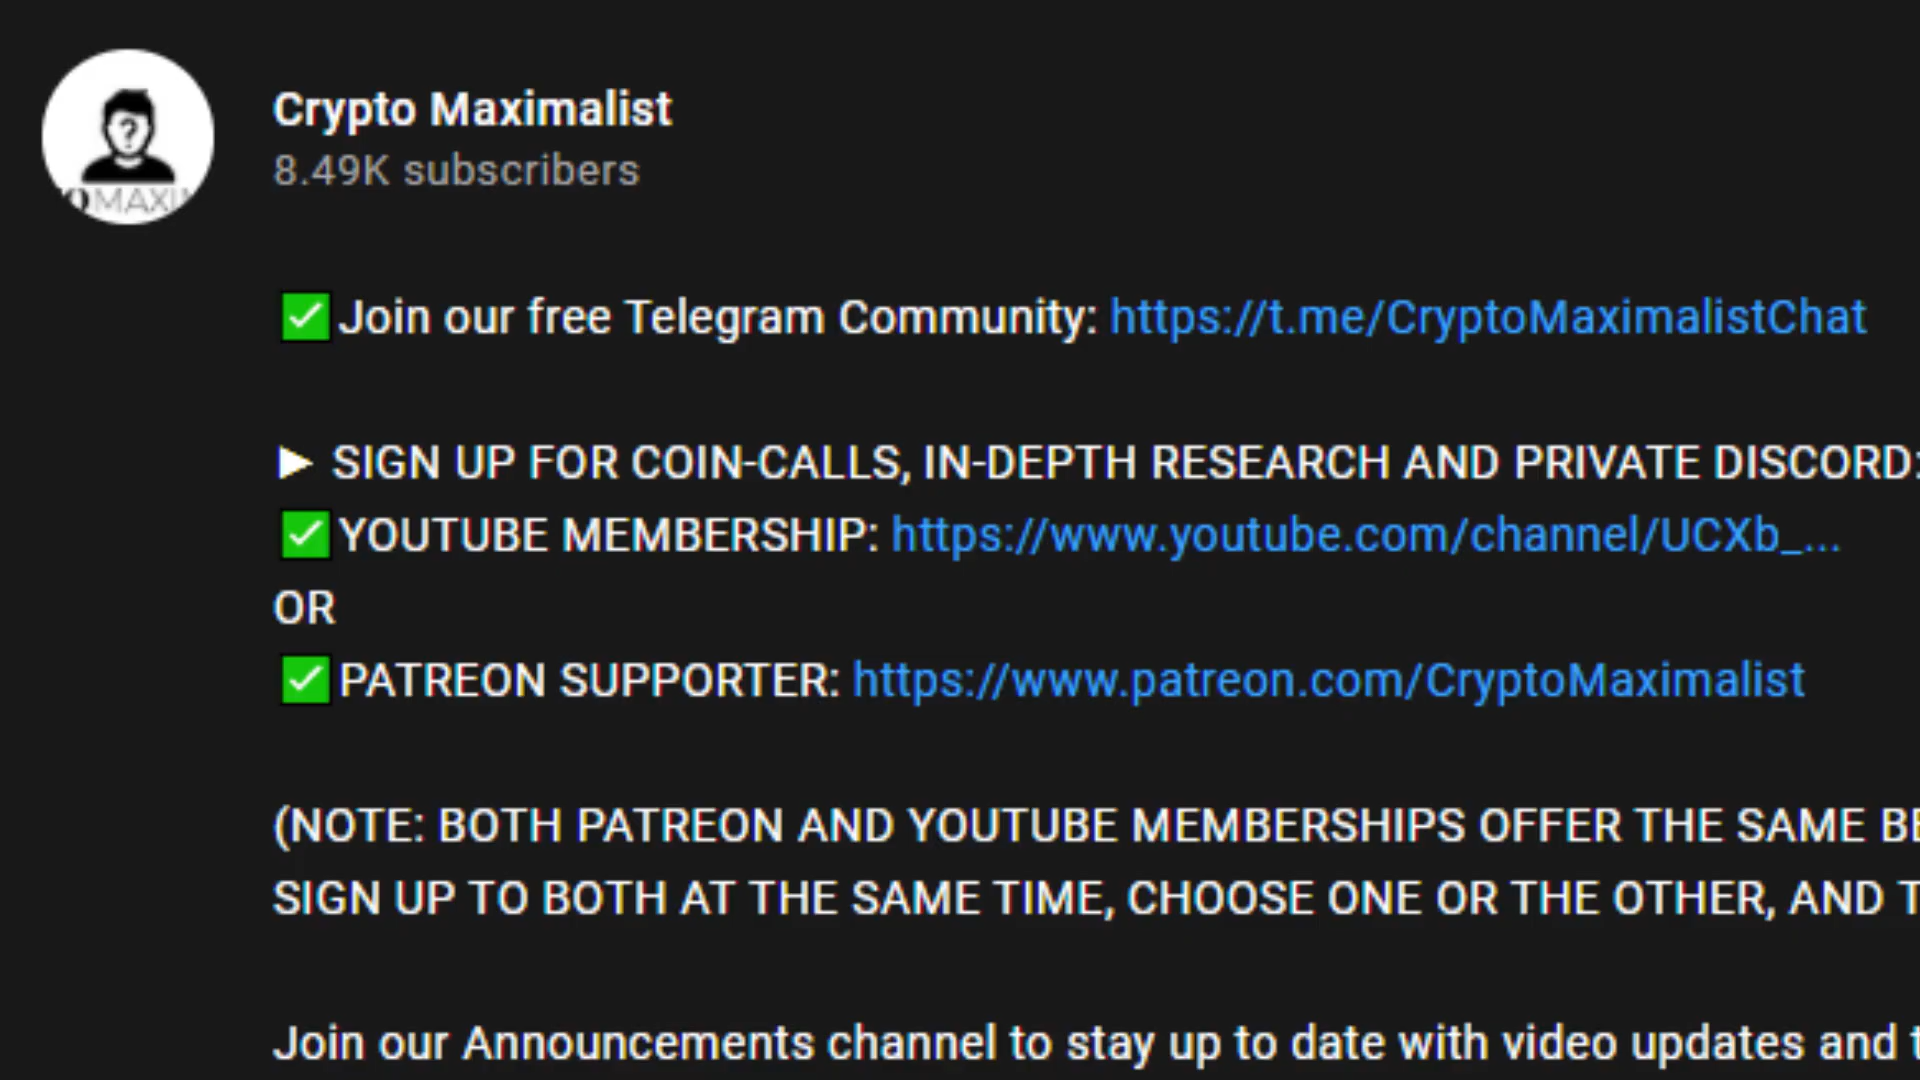 Crypto Maximalist
8.49K subscribers
?
OMAXI
✅Join our free Telegram Community: https://t.me/CryptoMaximalistChat
► SIGN UP FOR COIN-CALLS, IN-DEPTH RESEARCH AND PRIVATE DISCORD:
✅YOUTUBE MEMBERSHIP: https://www.youtube.com/channel/UCXb_...
OR
✅PATREON SUPPORTER: https://www.patreon.com/CryptoMaximalist
(NOTE: BOTH PATREON AND YOUTUBE MEMBERSHIPS OFFER THE SAME
SIGN UP TO BOTH AT THE SAME TIME, CHOOSE ONE OR THE OTHER, AND
Join our Announcements channel to stay up to date with video updates and